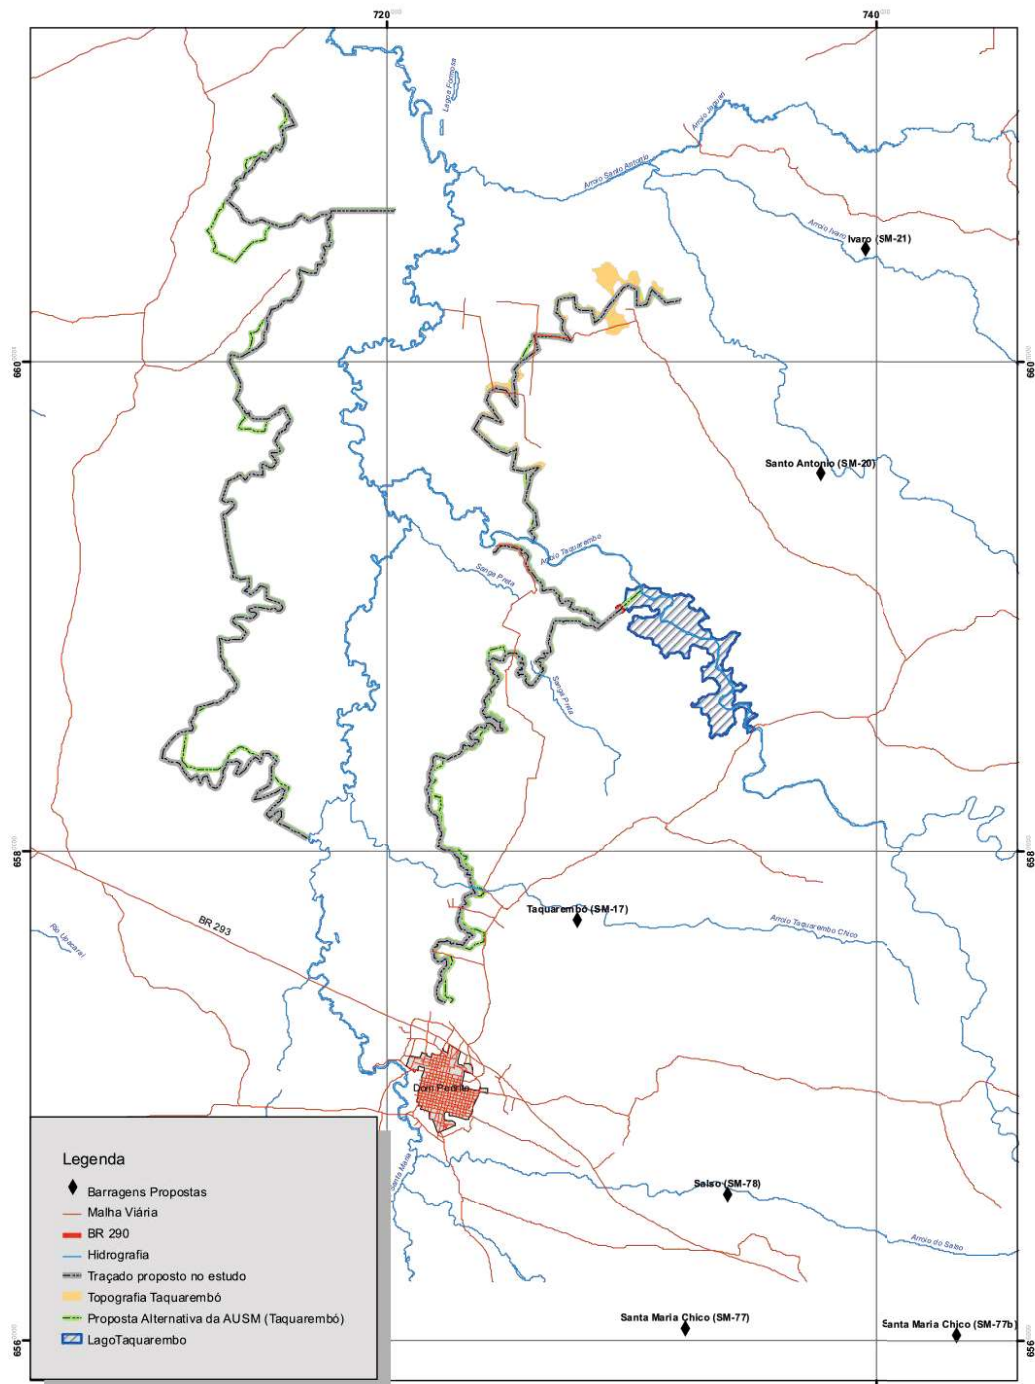 720
740
Lagoa Formosa
Arroio Jaguari
Arroio Santo Antonio
Arroio Ivaro
Ivaro (SM-21)
660
660
Santo Antonio (SM-20)
Arroio Taquarembo
Sanga Preta
Sanga Preta
658
658
Taquarembó (SM-17)
Arroio Taquarembo Chico
BR 293
Rio Upacarai
Dom Pedrito
Santa Maria
Salso (SM-78)
Arroio do Salso
Santa Maria Chico (SM-77)
Santa Maria Chico (SM-77b)
656
656
Legenda
Barragens Propostas
Malha Viária
BR 290
Hidrografia
Traçado proposto no estudo
Topografia Taquarembó
Proposta Alternativa da AUSM (Taquarembó)
LagoTaquarembo